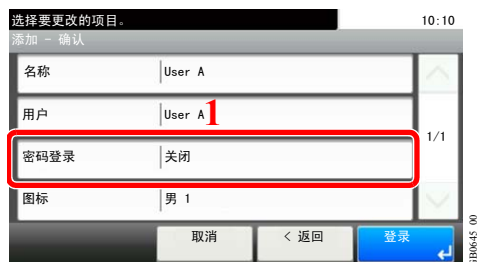 选择要更改的项目。 10:10
添加 - 确认
名称 User A
用户 User A 1
1/1
密码登录 关闭
图标 男 1
取消 < 返回 登录
GB0645_00